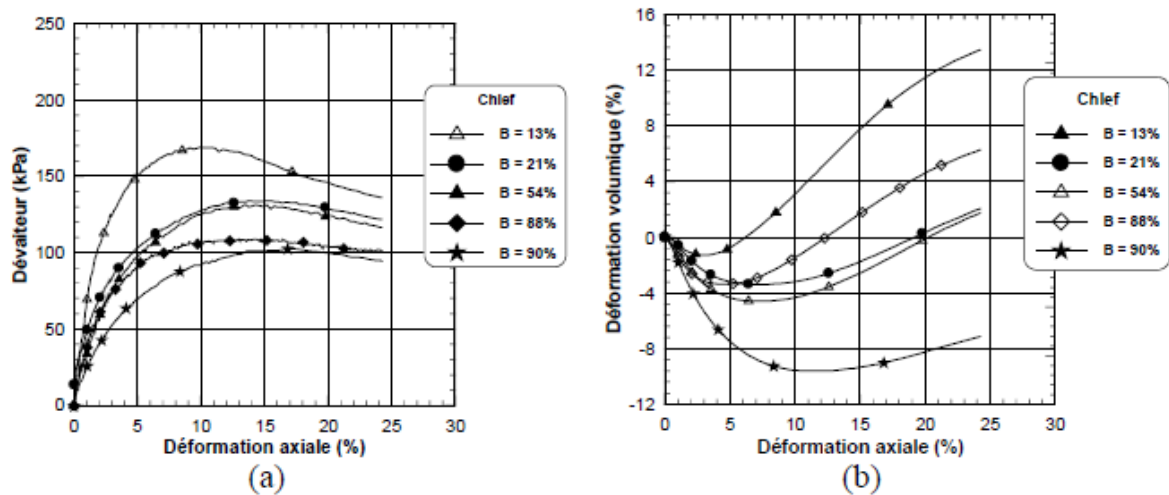 250
200
150
100
50
0
0 5 10 15 20 25 30
Dévaiteur (kPa)
Déformation axiale (%)
Chlef
B = 13%
B = 21%
B = 54%
B = 88%
B = 90%
(a)
16
12
8
4
0
-4
-8
-12
0 5 10 15 20 25 30
Déformation volumique (%)
Déformation axiale (%)
Chlef
B = 13%
B = 21%
B = 54%
B = 88%
B = 90%
(b)